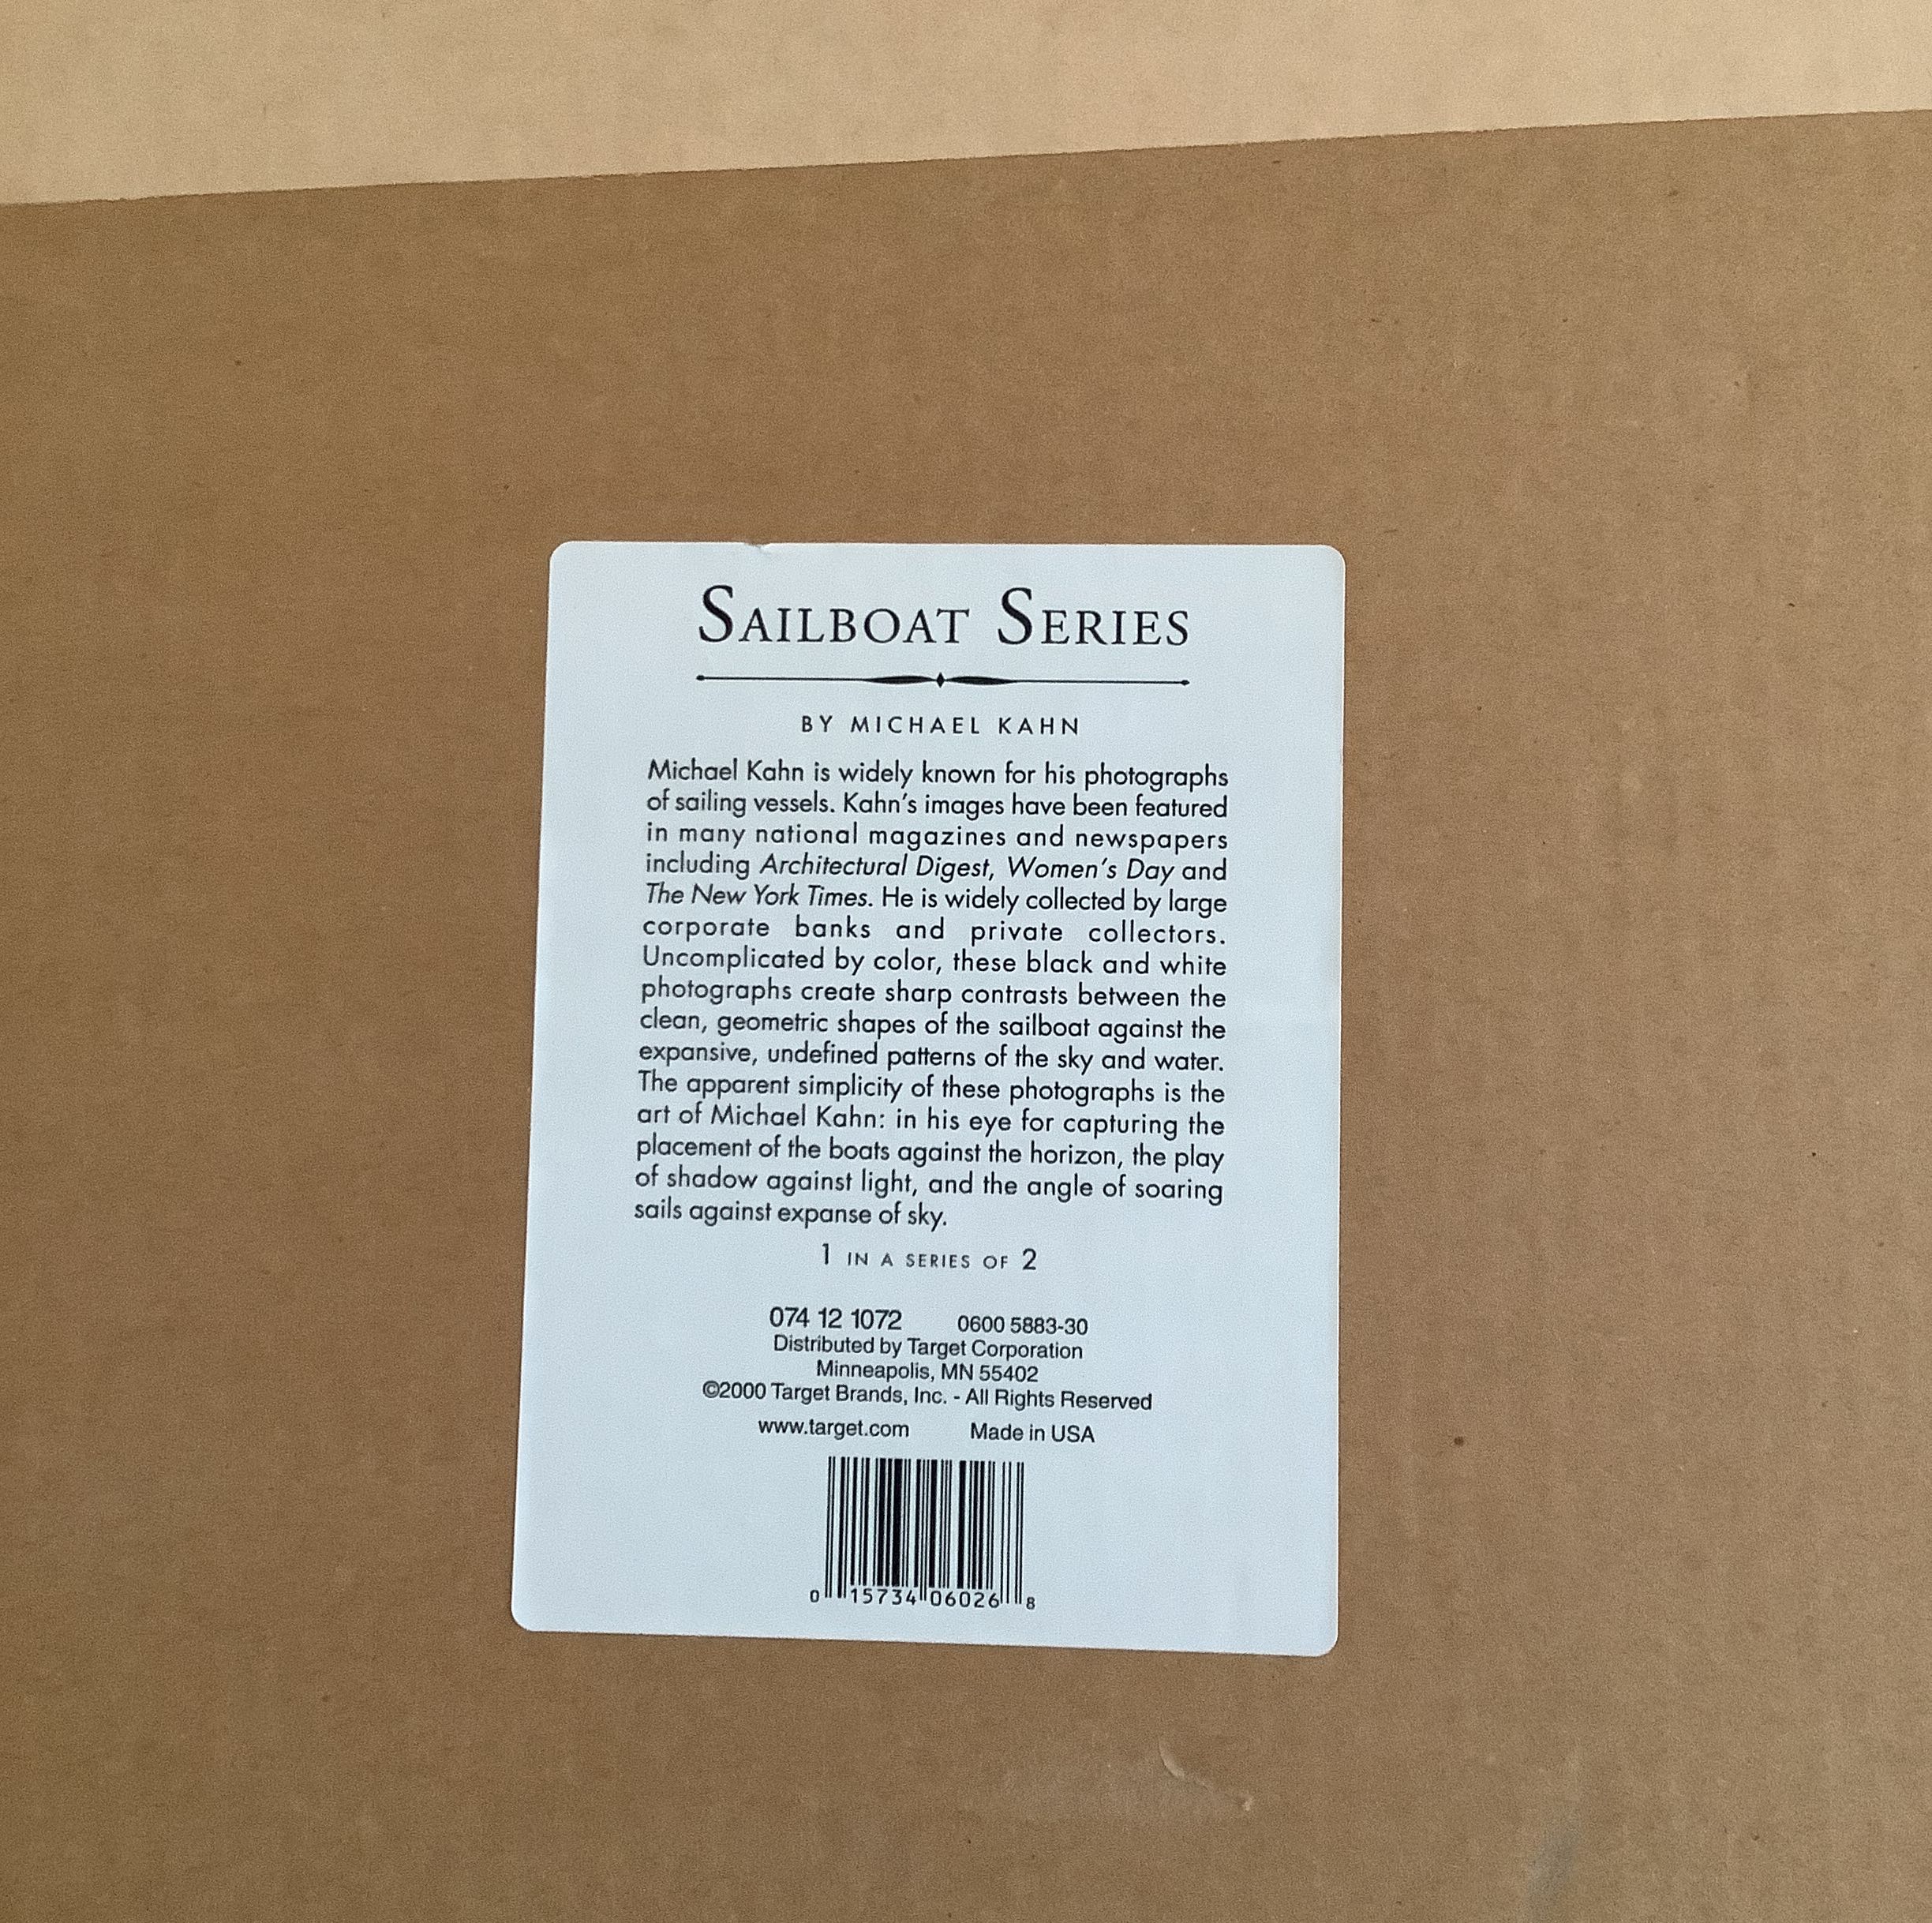 SAILBOAT SERIES
BY MICHAEL KAHN
Michael Kahn is widely known for his photographs
of sailing vessels. Kahn's images have been featured
in many national magazines and newspapers
including Architectural Digest, Women's Day and
The New York Times. He is widely collected by large
corporate banks and private collectors.
Uncomplicated by color, these black and white
photographs create sharp contrasts between the
clean, geometric shapes of the sailboat against the
expansive, undefined patterns of the sky and water.
The apparent simplicity of these photographs is the
art of Michael Kahn: in his eye for capturing the
placement of the boats against the horizon, the play
of shadow against light, and the angle of soaring
sails against expanse of sky.
1 IN A SERIES OF 2
074 12 1072 0600 5883-30
Distributed by Target Corporation
Minneapolis, MN 55402
©2000 Target Brands, Inc. - All Rights Reserved
www.target.com Made in USA
0 15734 06026 8